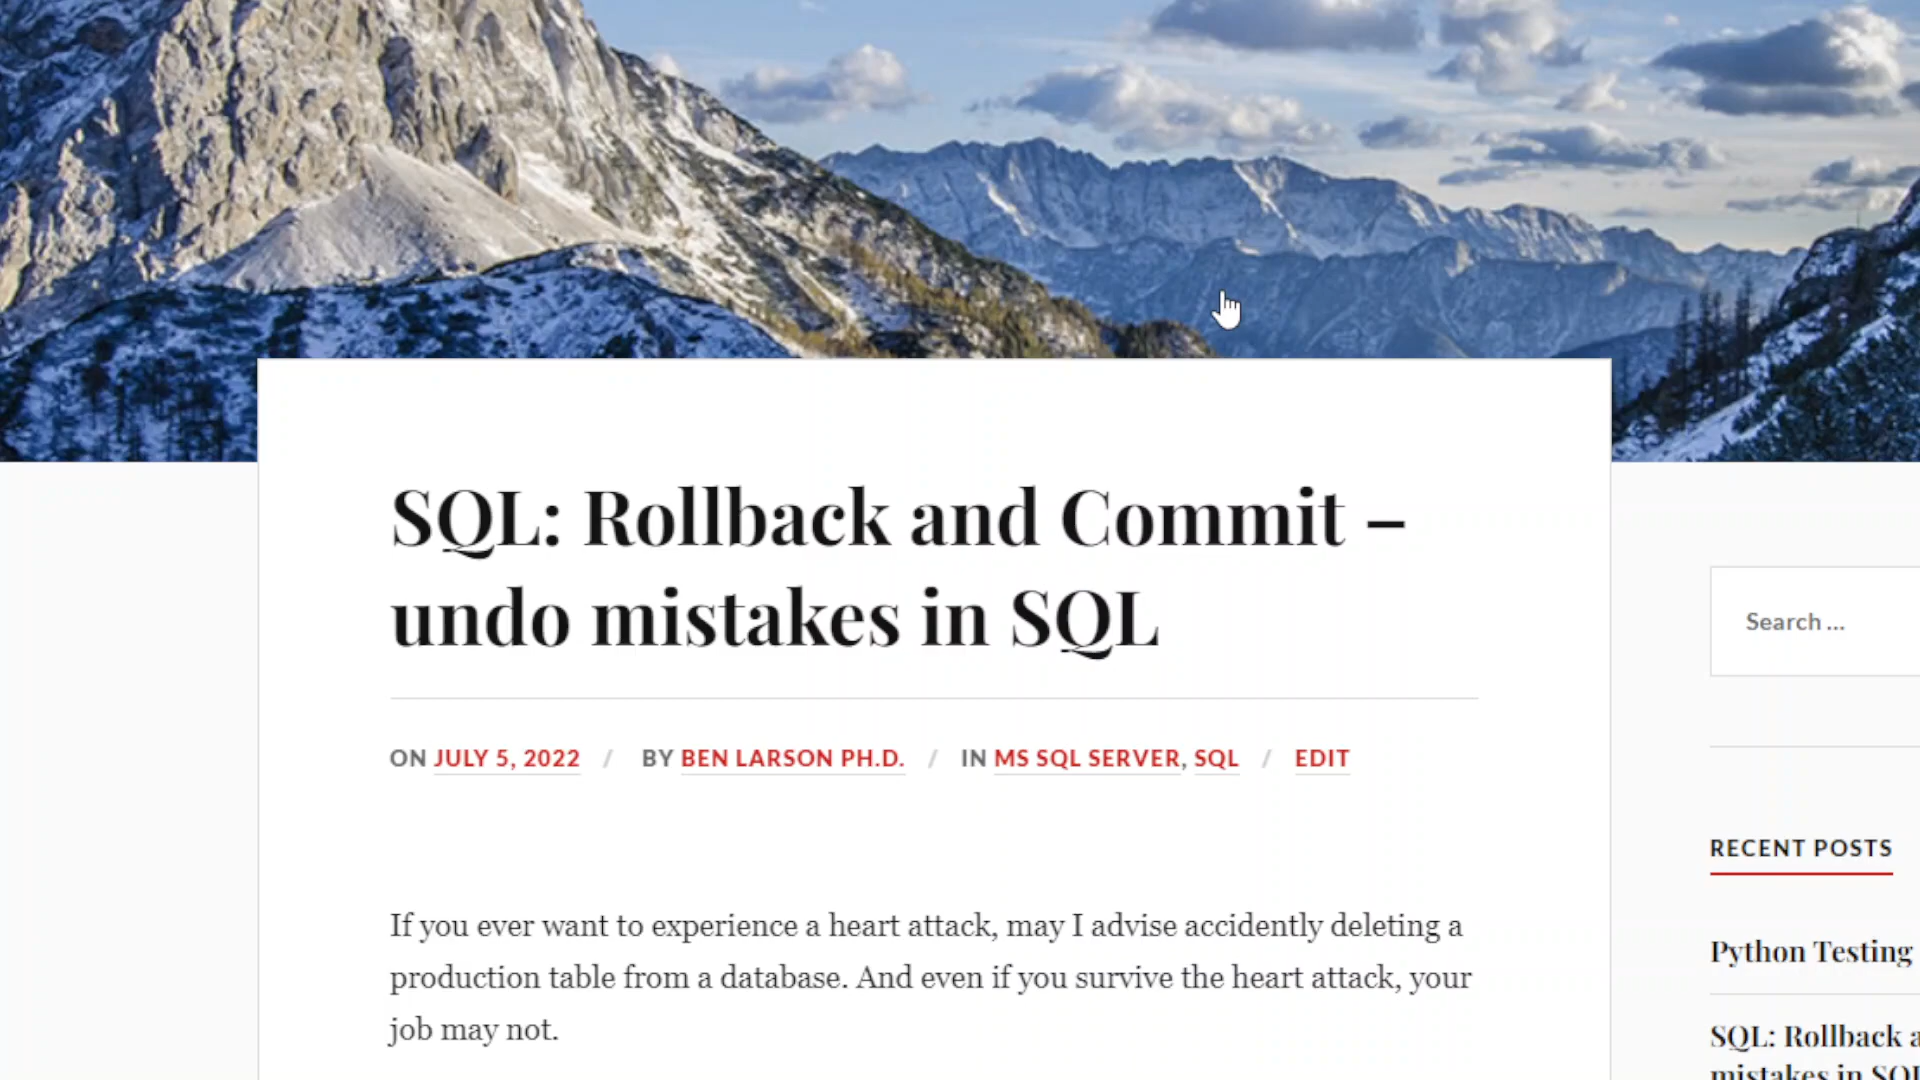 SQL: Rollback and Commit –
undo mistakes in SQL
ON JULY 5, 2022 / BY BEN LARSON PH.D. / IN MS SQL SERVER, SQL / EDIT
If you ever want to experience a heart attack, may I advise accidently deleting a
production table from a database. And even if you survive the heart attack, your
job may not.
Search ...
RECENT POSTS
Python Testing
SQL: Rollback a
mistakes in SQL